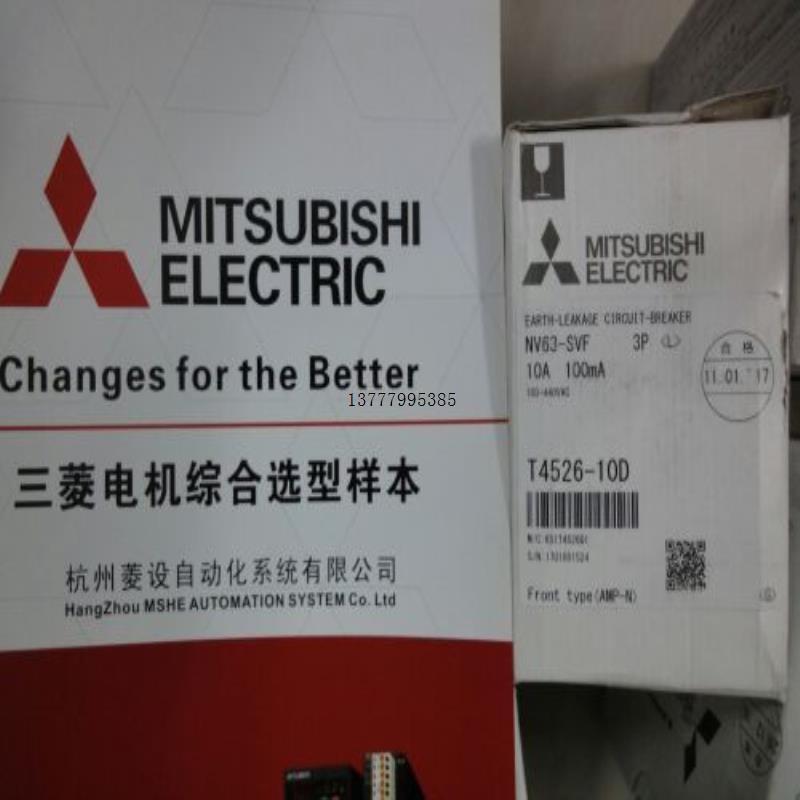 MITSUBISHI
ELECTRIC
Changes for the Better
13777995385
三菱电机综合选型样本
杭州菱设自动化系统有限公司
HangZhou MSHE AUTOMATION SYSTEM Co. Ltd
MITSUBISHI
ELECTRIC
EARTH-LEAKAGE CIRCUIT-BREAKER
NV63-SVF 3P (L)
10A 100mA
100-440VAC
合格
11.01.'17
T4526-10D
Front type(AMP-N)